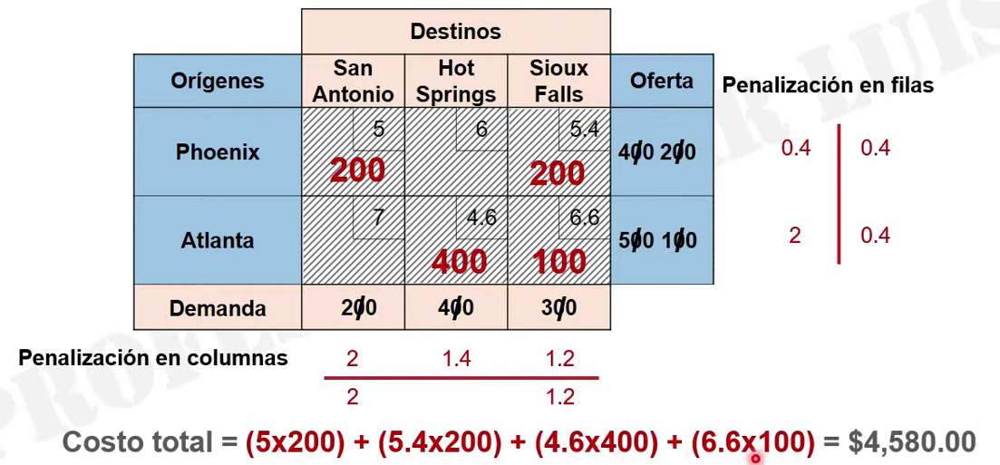 Destinos
Orígenes
San Antonio
Hot Springs
Sioux Falls
Oferta
Penalización en filas
Phoenix
5
200
6
5.4
200
400 200
0.4 0.4
Atlanta
7
4.6
400
6.6
100
500 100
2 0.4
Demanda
200
400
300
Penalización en columnas
2 1.4 1.2
2 1.2
Costo total = (5x200) + (5.4x200) + (4.6x400) + (6.6x100) = $4,580.00